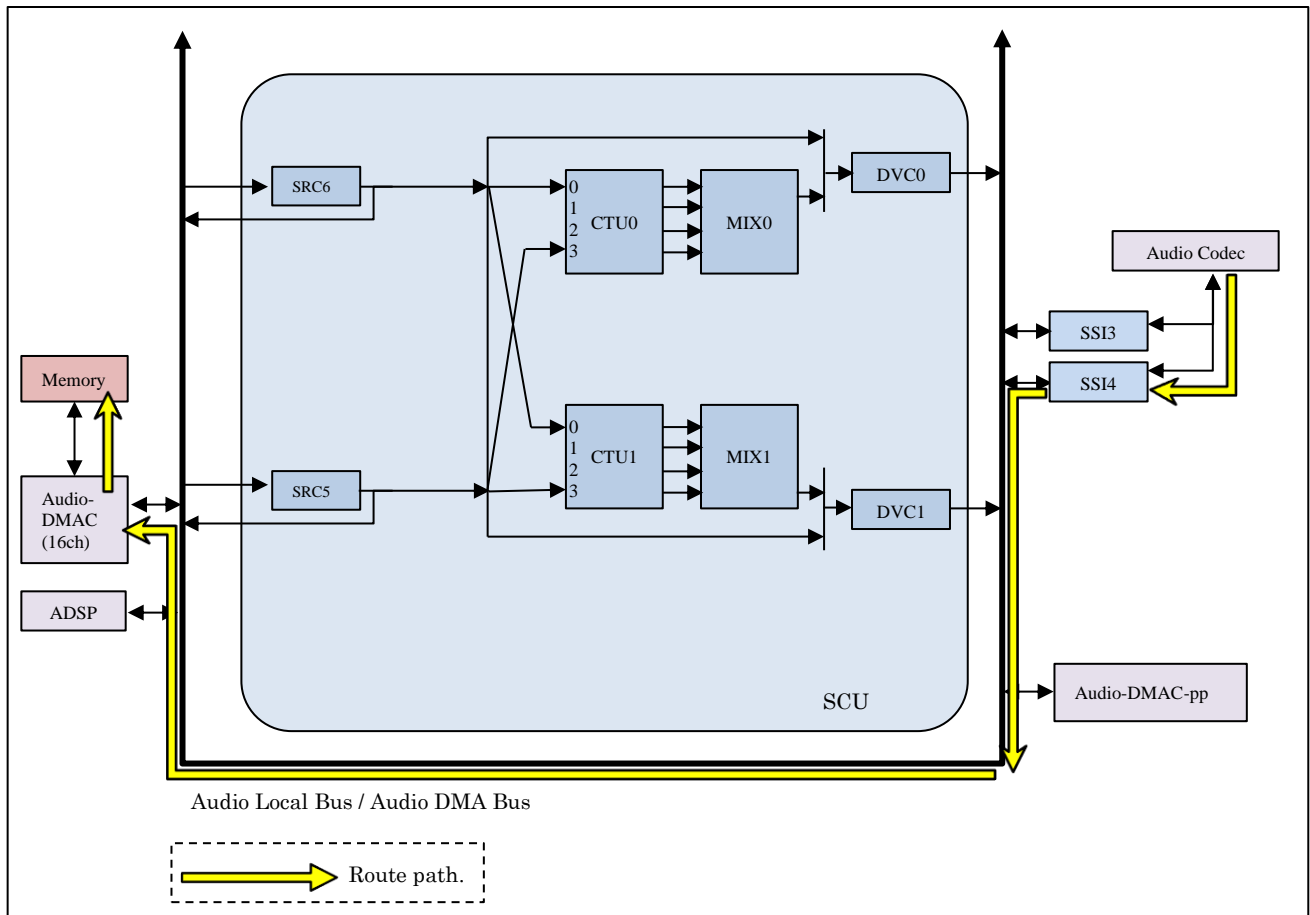 SRC6
0
1
2
3
CTU0
MIX0
DVC0
Audio Codec
SSI3
SSI4
Memory
Audio-
DMAC
(16ch)
ADSP
SRC5
0
1
2
3
CTU1
MIX1
DVC1
SCU
Audio-DMAC-pp
Audio Local Bus / Audio DMA Bus
Route path.